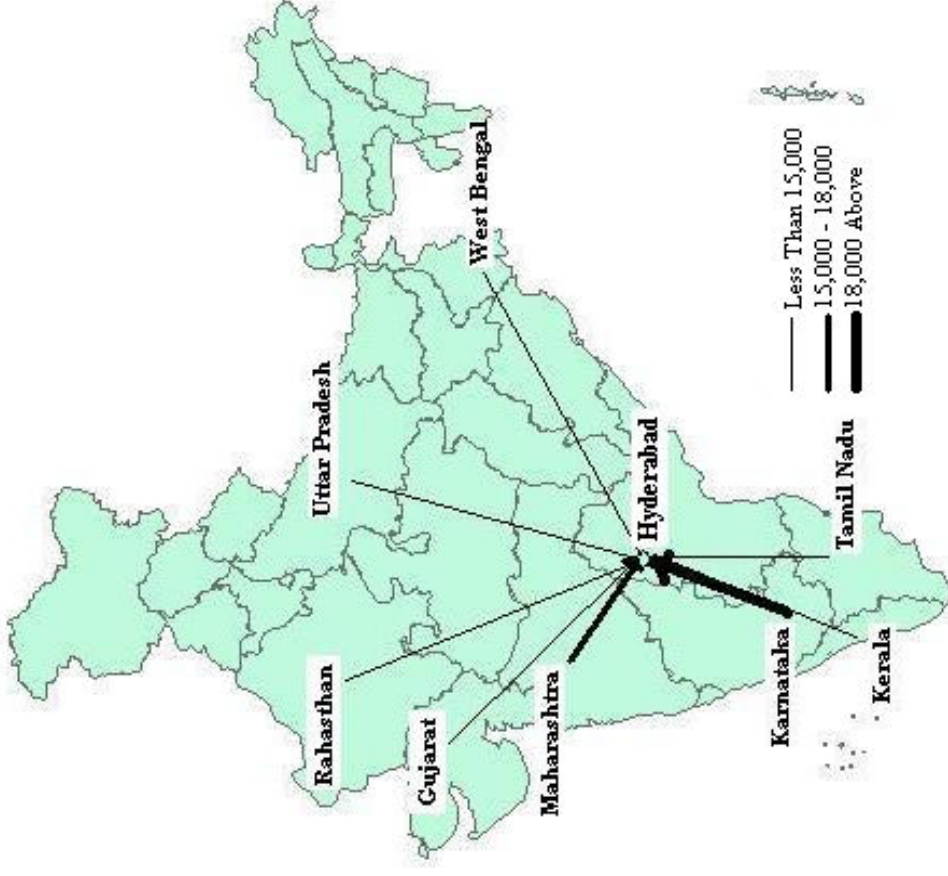 Uttar Pradesh
Rahasthan
Gujarat
West Bengal
Maharashtra
Hyderabad
Karnataka
Tamil Nadu
Kerala
Less Than 15,000
15,000 - 18,000
18,000 Above